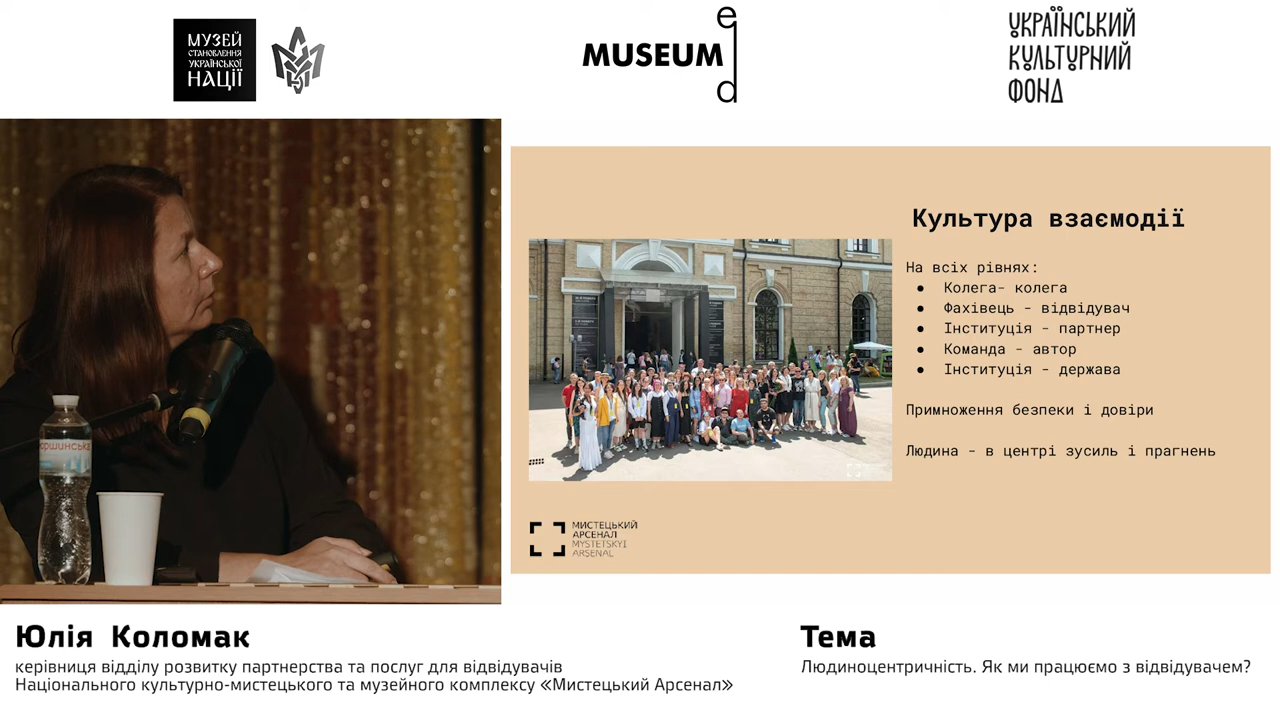 МУЗЕЙ
СТАНОВЛЕННЯ
УКРАЇНСЬКОЇ
НАЦІЇ
MUSEUM
ed
УКРАЇНСЬКИЙ
КУЛЬТУРНИЙ
ФОНД
Культура взаємодії
На всіх рівнях:
● Колега- колега
● Фахівець - відвідувач
● Інституція - партнер
● Команда - автор
● Інституція - держава
Примноження безпеки і довіри
Людина - в центрі зусиль і прагнень
МИСТЕЦЬКИЙ
АРСЕНАЛ
MYSTETSKYI
ARSENAL
Юлія Коломак
керівниця відділу розвитку партнерства та послуг для відвідувачів
Національного культурно-мистецького та музейного комплексу «Мистецький Арсенал»
Тема
Людиноцентричність. Як ми працюємо з відвідувачем?